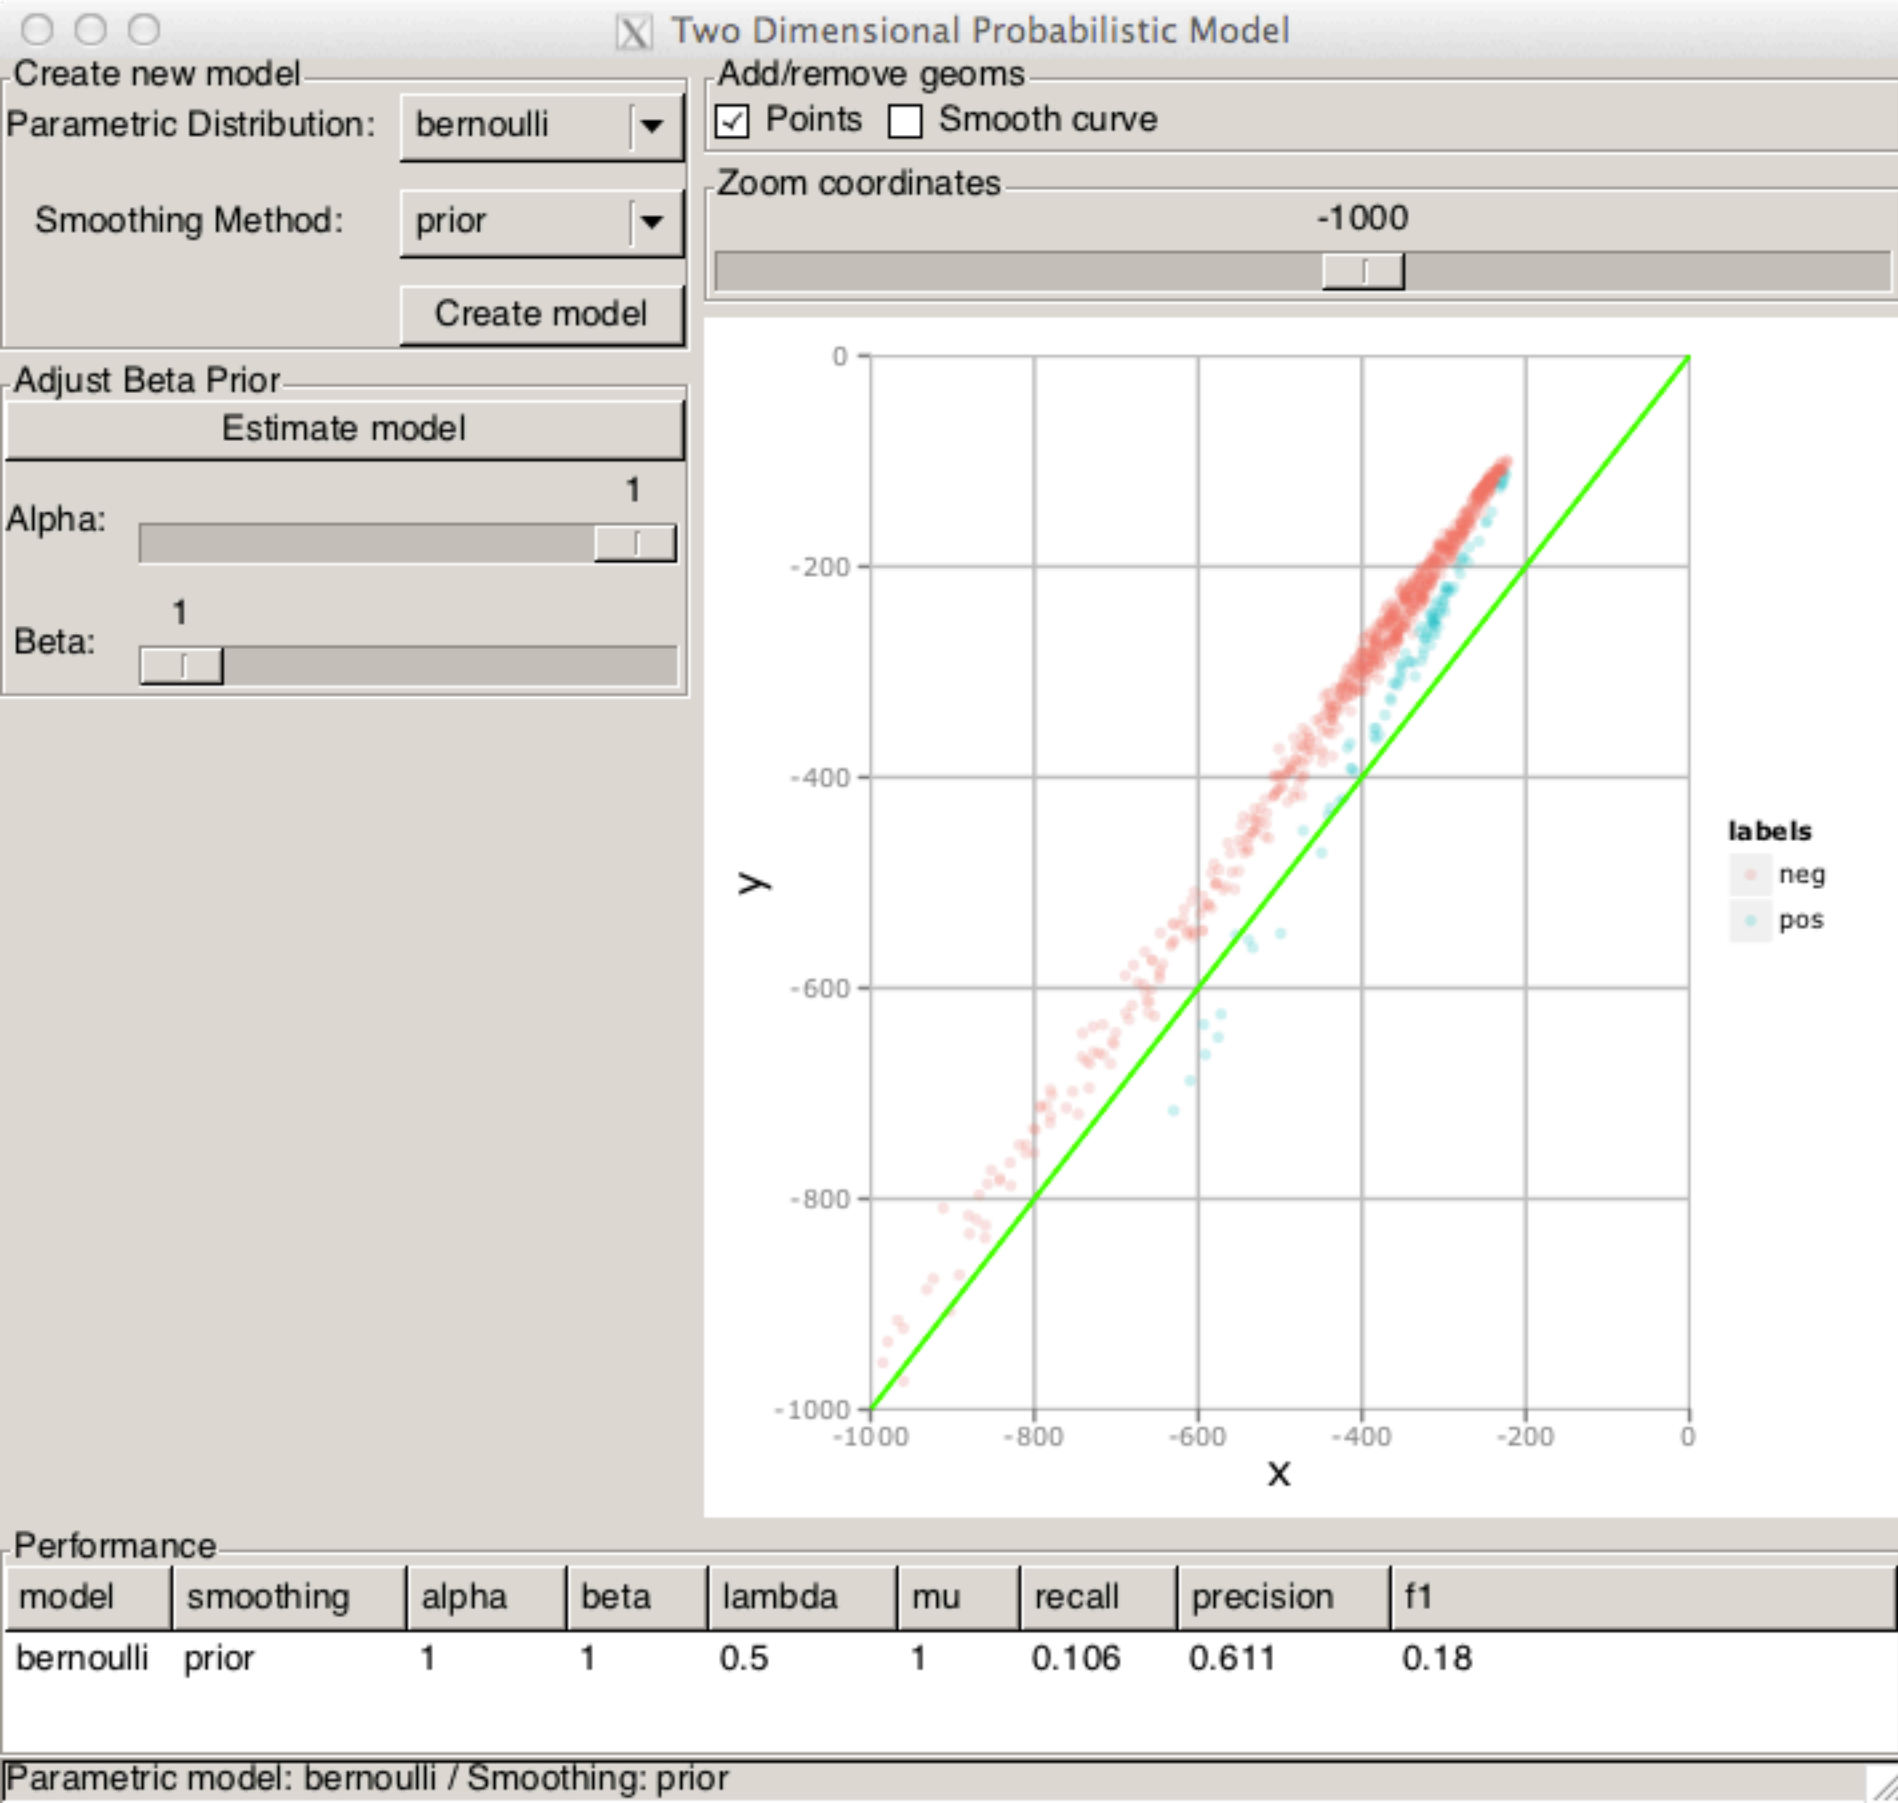 Two Dimensional Probabilistic Model
Create new model
Parametric Distribution: bernoulli
Smoothing Method: prior
Create model
Adjust Beta Prior
Estimate model
1
Alpha:
1
Beta:
Add/remove geoms
Points Smooth curve
Zoom coordinates
-1000
0
-200
-400
-600
-800
-1000
y
-1000 -800 -600 -400 -200 0
x
labels
neg
pos
Performance
model smoothing alpha beta lambda mu recall precision f1
bernoulli prior 1 1 0.5 1 0.106 0.611 0.18
Parametric model: bernoulli / Smoothing: prior